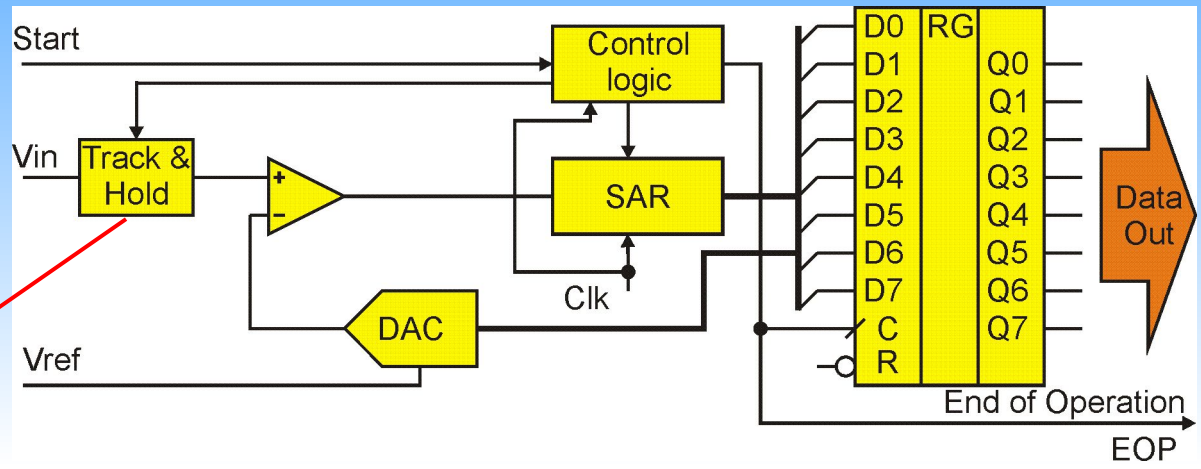 Start
Control
logic
Vin
Track &
Hold
+
-
SAR
Clk
DAC
Vref
D0
D1
D2
D3
D4
D5
D6
D7
C
R
RG
Q0
Q1
Q2
Q3
Q4
Q5
Q6
Q7
Data
Out
End of Operation
EOP